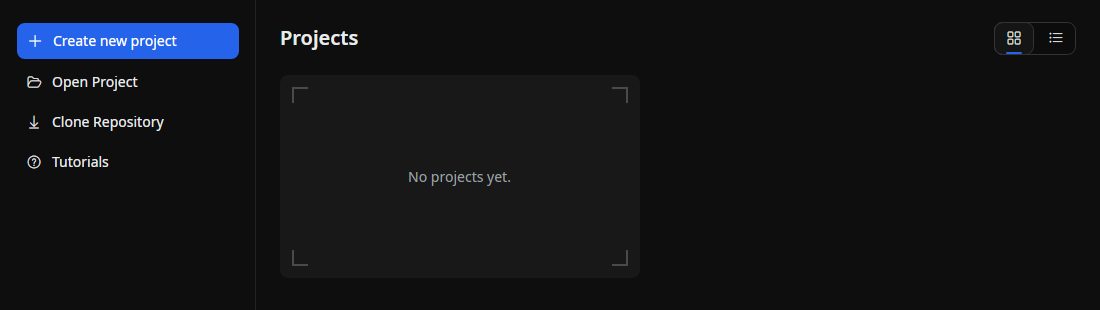 Create new project
Open Project
Clone Repository
Tutorials
Projects
No projects yet.